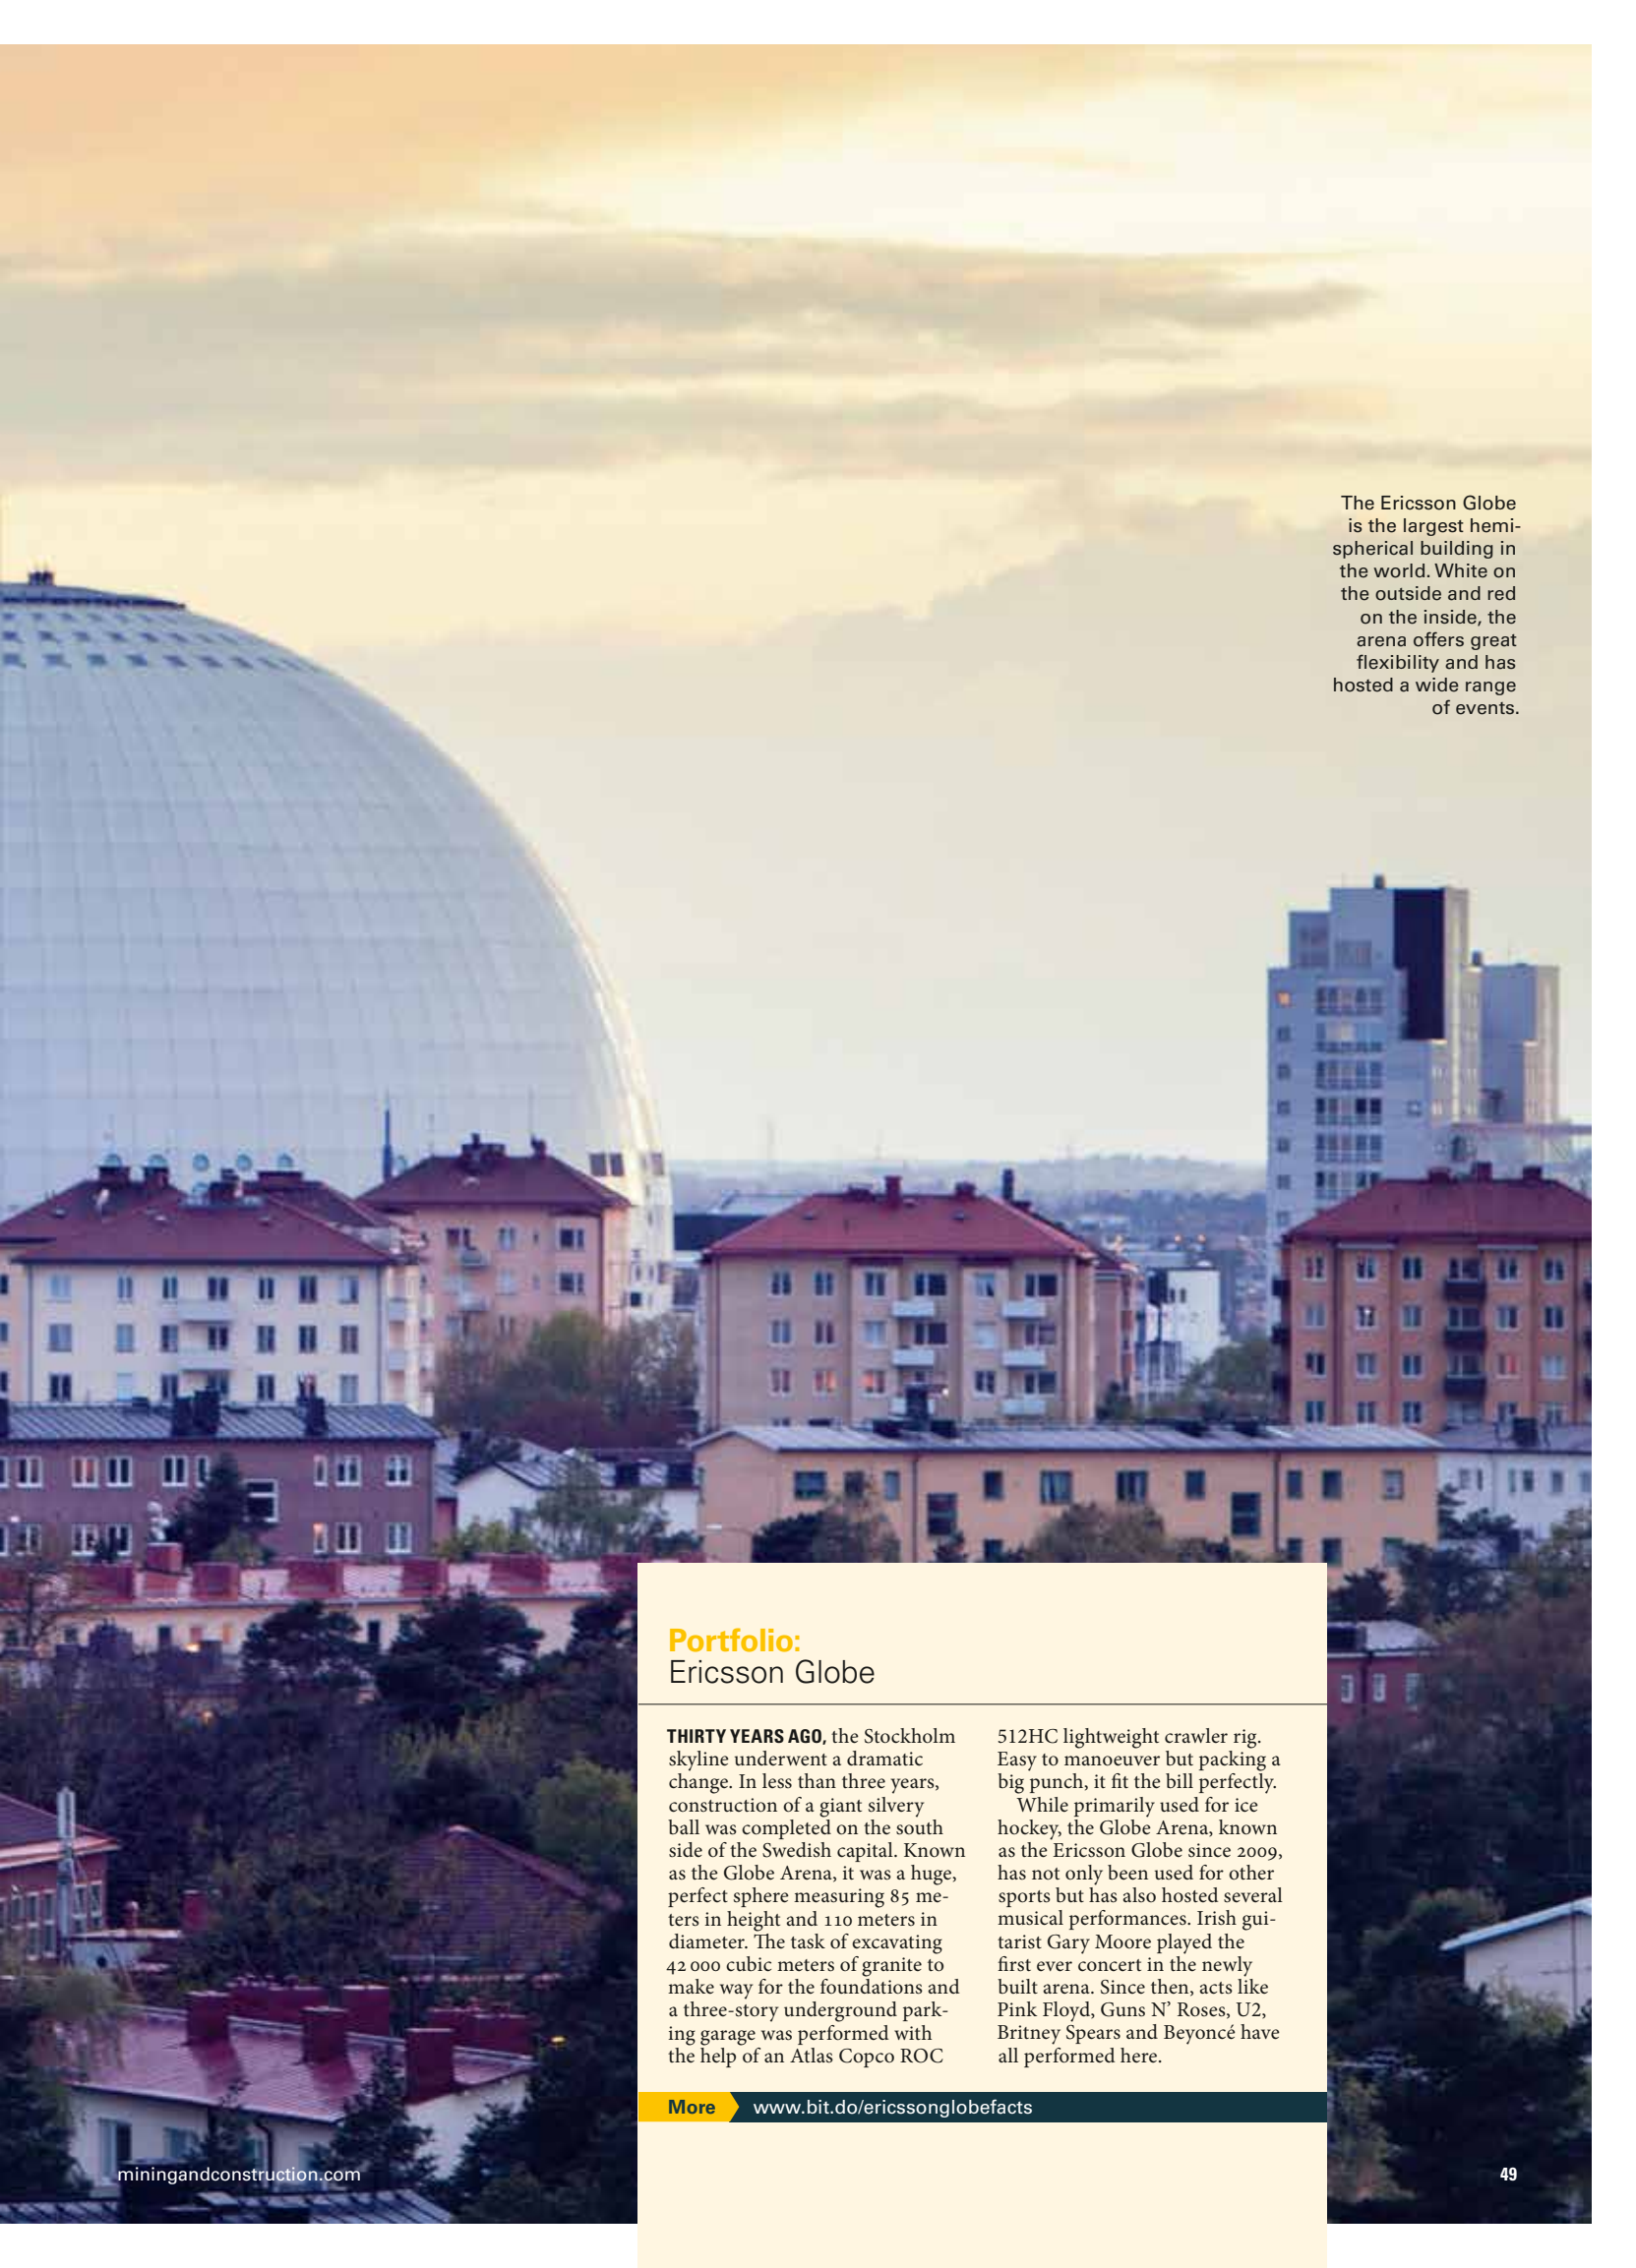 The Ericsson Globe
is the largest hemi-
spherical building in
the world. White on
the outside and red
on the inside, the
arena offers great
flexibility and has
hosted a wide range
of events.
Portfolio:
Ericsson Globe
THIRTY YEARS AGO, the Stockholm
skyline underwent a dramatic
change. In less than three years,
construction of a giant silvery
ball was completed on the south
side of the Swedish capital. Known
as the Globe Arena, it was a huge,
perfect sphere measuring 85 me-
ters in height and 110 meters in
diameter. The task of excavating
42 000 cubic meters of granite to
make way for the foundations and
a three-story underground park-
ing garage was performed with
the help of an Atlas Copco ROC
512HC lightweight crawler rig.
Easy to manoeuver but packing a
big punch, it fit the bill perfectly.
While primarily used for ice
hockey, the Globe Arena, known
as the Ericsson Globe since 2009,
has not only been used for other
sports but has also hosted several
musical performances. Irish gui-
tarist Gary Moore played the
first ever concert in the newly
built arena. Since then, acts like
Pink Floyd, Guns N’ Roses, U2,
Britney Spears and Beyoncé have
all performed here.
More www.bit.do/ericssonglobefacts
miningandconstruction.com
49